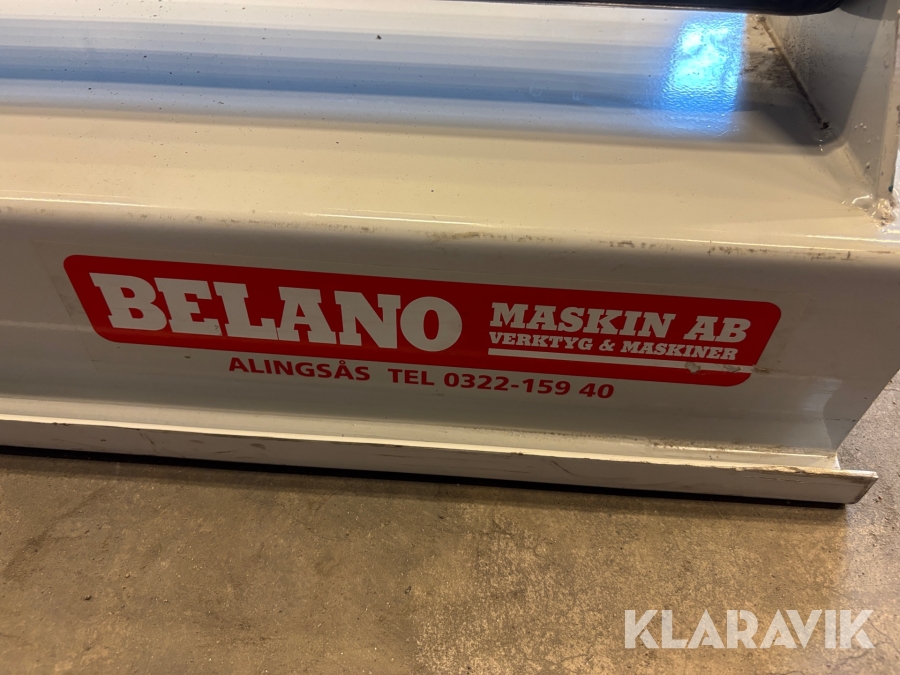 BELANO
MASKIN AB
VERKTYG & MASKINER
ALINGSÅS TEL 0322-159 40
KLARAVIK